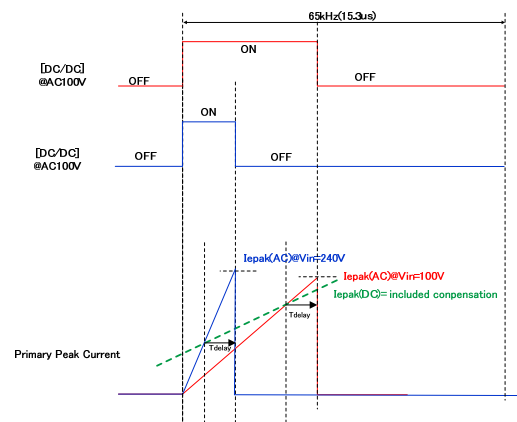 65kHz(15.3us)
ON
[DC/DC]
@AC100V
OFF
OFF
ON
[DC/DC]
@AC100V
OFF
OFF
Iepak(AC)@Vin=240V
Iepak(AC)@Vin=100V
Iepak(DC)= included conpensation
Tdelay
Tdelay
Primary Peak Current